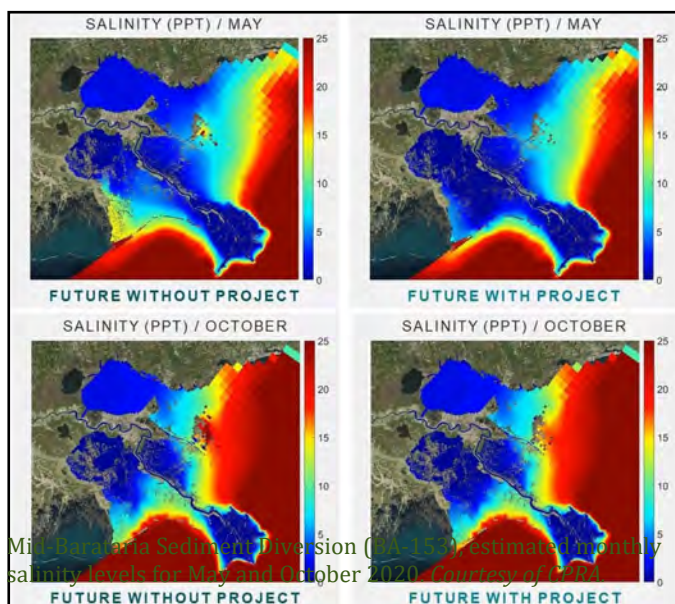 SALINITY (PPT) / MAY
25
20
15
10
5
0
FUTURE WITHOUT PROJECT
SALINITY (PPT) / MAY
25
20
15
10
5
0
FUTURE WITH PROJECT
SALINITY (PPT) / OCTOBER
25
20
15
10
5
0
FUTURE WITHOUT PROJECT
SALINITY (PPT) / OCTOBER
25
20
15
10
5
0
FUTURE WITH PROJECT
Mid-Barataria Sediment Diversion (BA-153), estimated monthly
salinity levels for May and October 2020. Courtesy of CPRA.